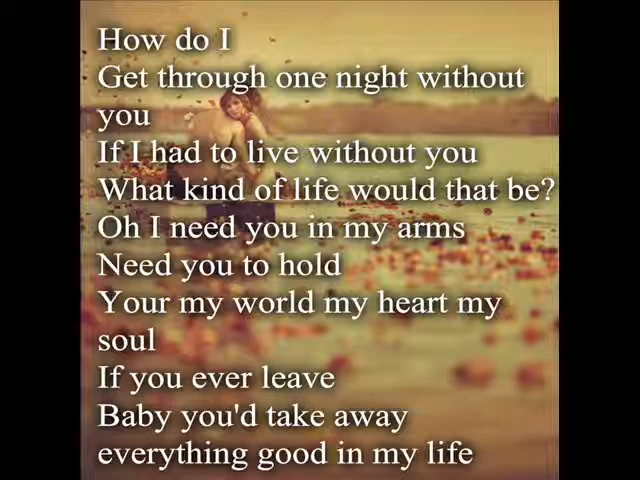 How do I
Get through one night without
you
If I had to live without you
What kind of life would that be?
Oh I need you in my arms
Need you to hold
Your my world my heart my
soul
If you ever leave
Baby you'd take away
everything good in my life